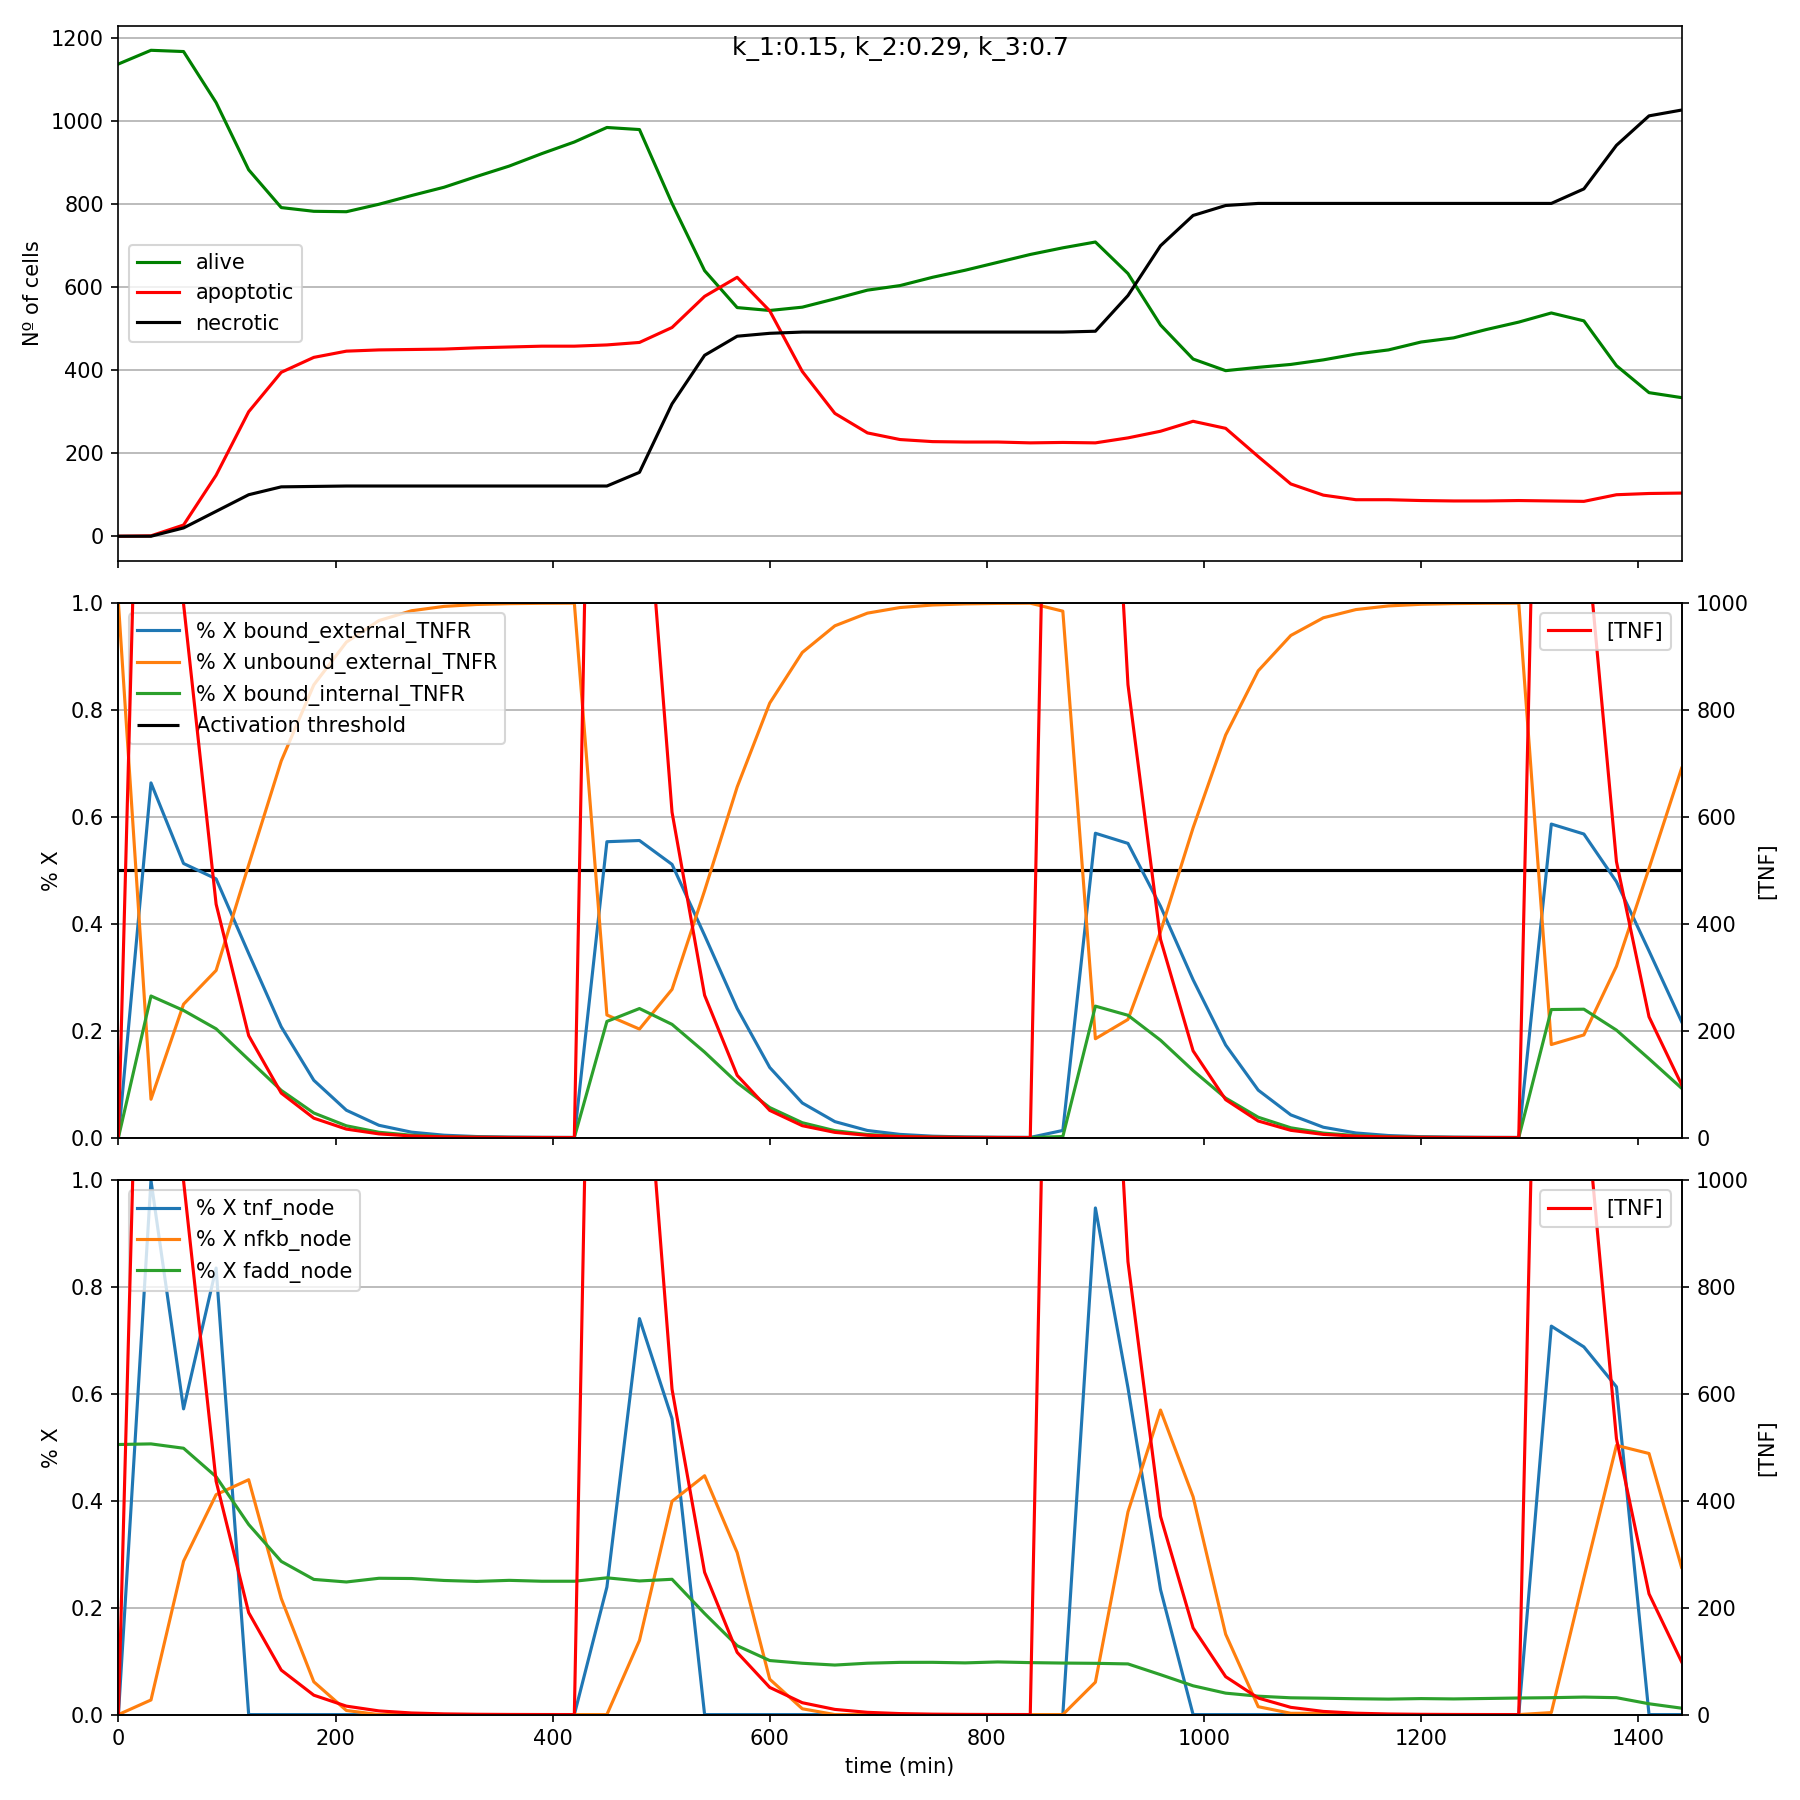 k_1:0.15, k_2:0.29, k_3:0.7
1200
1000
800
600
400
200
0
Nº of cells
alive
apoptotic
necrotic
1.0
0.8
0.6
0.4
0.2
0.0
% X
% X bound_external_TNFR
% X unbound_external_TNFR
% X bound_internal_TNFR
Activation threshold
[TNF]
1000
800
600
400
200
0
[TNF]
1.0
0.8
0.6
0.4
0.2
0.0
% X
% X tnf_node
% X nfkb_node
% X fadd_node
[TNF]
1000
800
600
400
200
0
[TNF]
0 200 400 600 800 1000 1200 1400
time (min)